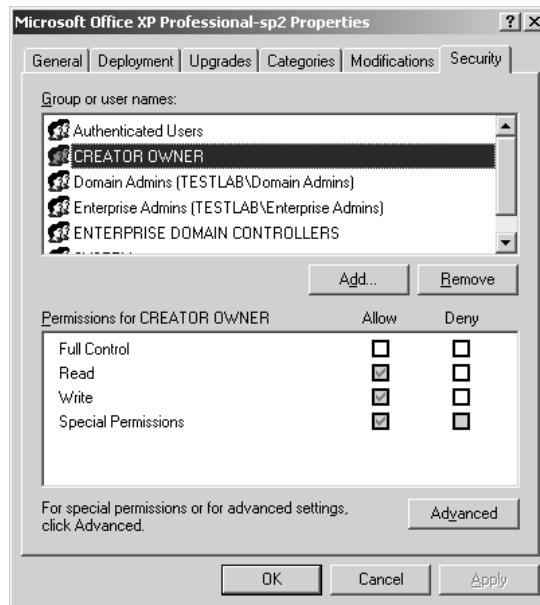 Microsoft Office XP Professional-sp2 Properties
General Deployment Upgrades Categories Modifications Security
Group or user names:
Authenticated Users
CREATOR OWNER
Domain Admins (TESTLAB\Domain Admins)
Enterprise Admins (TESTLAB\Enterprise Admins)
ENTERPRISE DOMAIN CONTROLLERS
Add... Remove
Permissions for CREATOR OWNER Allow Deny
Full Control
Read
Write
Special Permissions
For special permissions or for advanced settings,
click Advanced.
Advanced
OK Cancel Apply